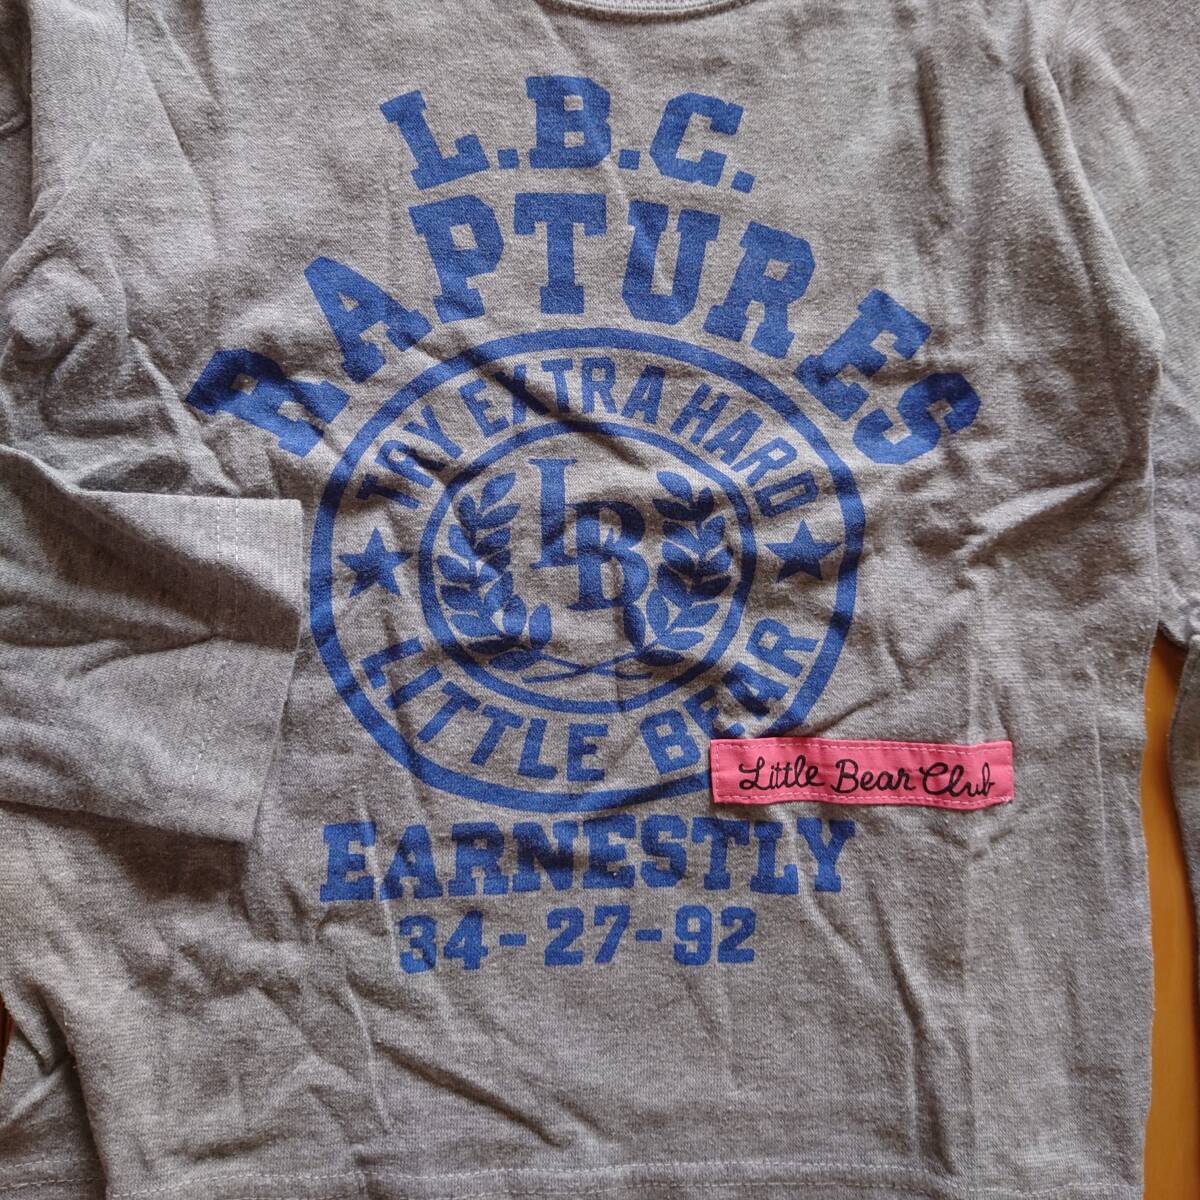 L.B.C.
RAPTURES
TRY EXTRA HARD
LB
LITTLE BEAR
Little Bear Club
EARNESTLY
34-27-92